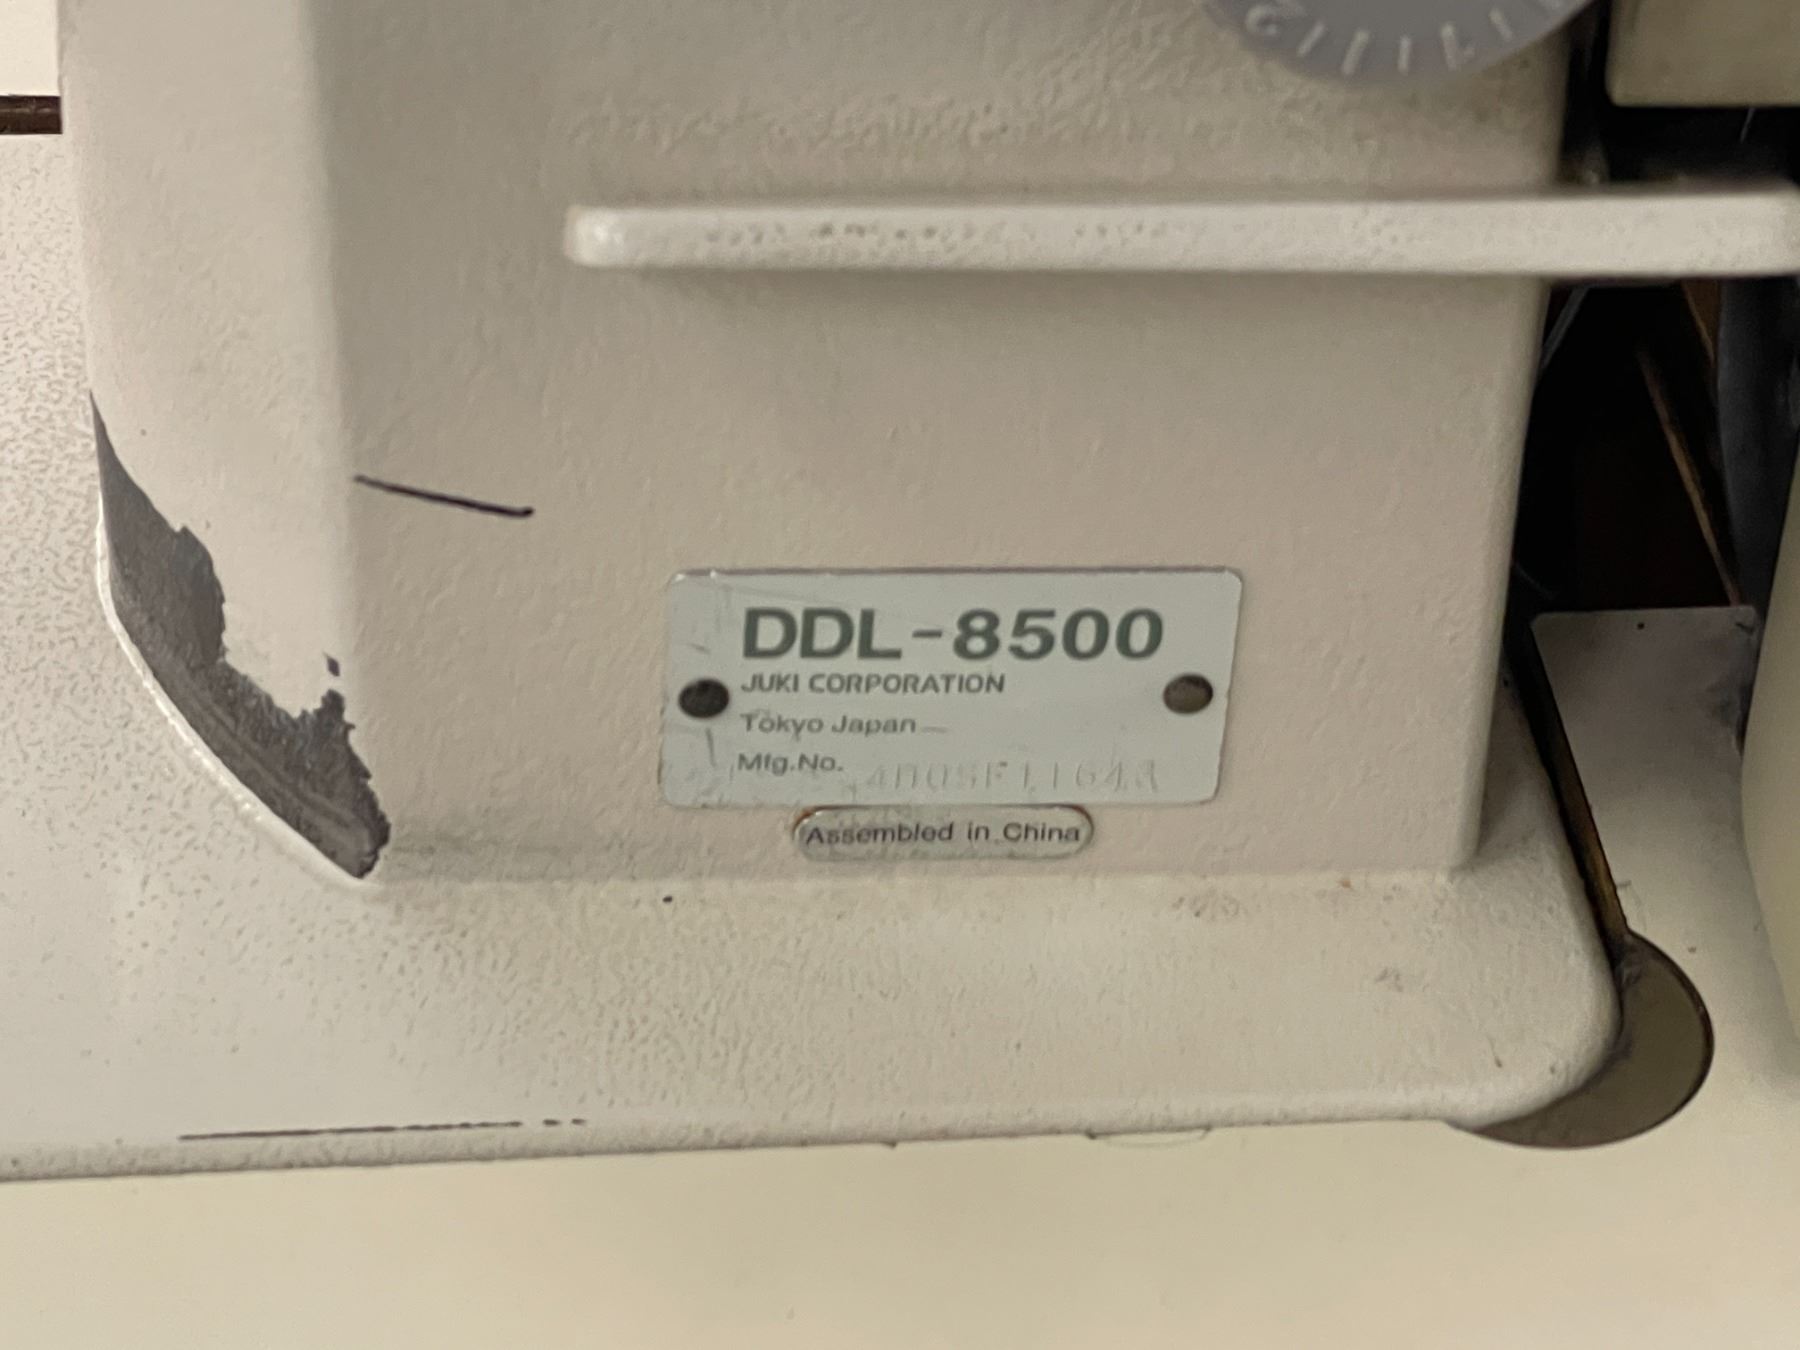 DDL-8500
JUKI CORPORATION
Tokyo Japan
Mfg.No.
Assembled in China